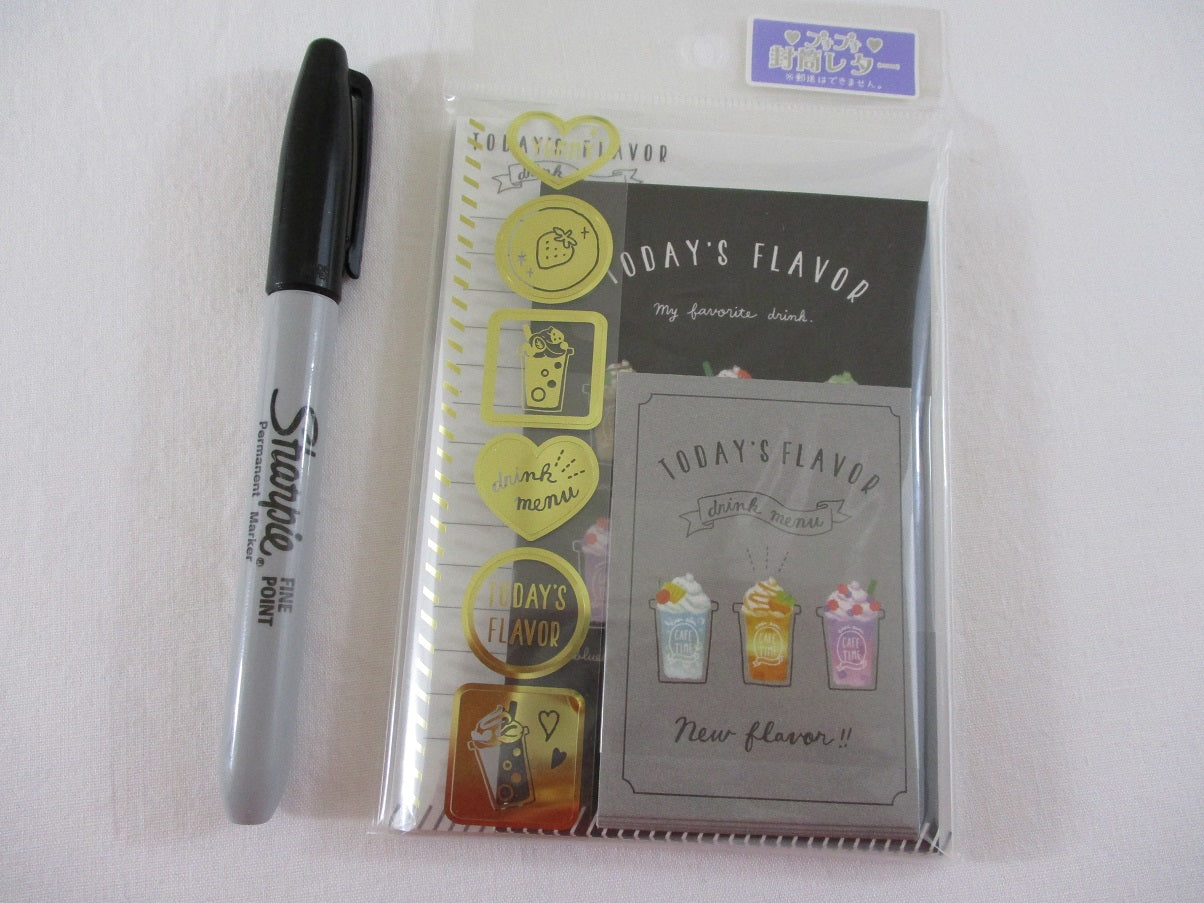 プチプチ
封筒レター
※郵送はできません。
TODAY'S FLAVOR
drink
TODAY'S FLAVOR
My favorite drink.
drink
menu
TODAY'S
FLAVOR
TODAY'S FLAVOR
drink menu
CAFE
TIME
CAFE
TIME
CAFE
TIME
New flavor!!
Sharpie
Permanent Marker
FINE
POINT